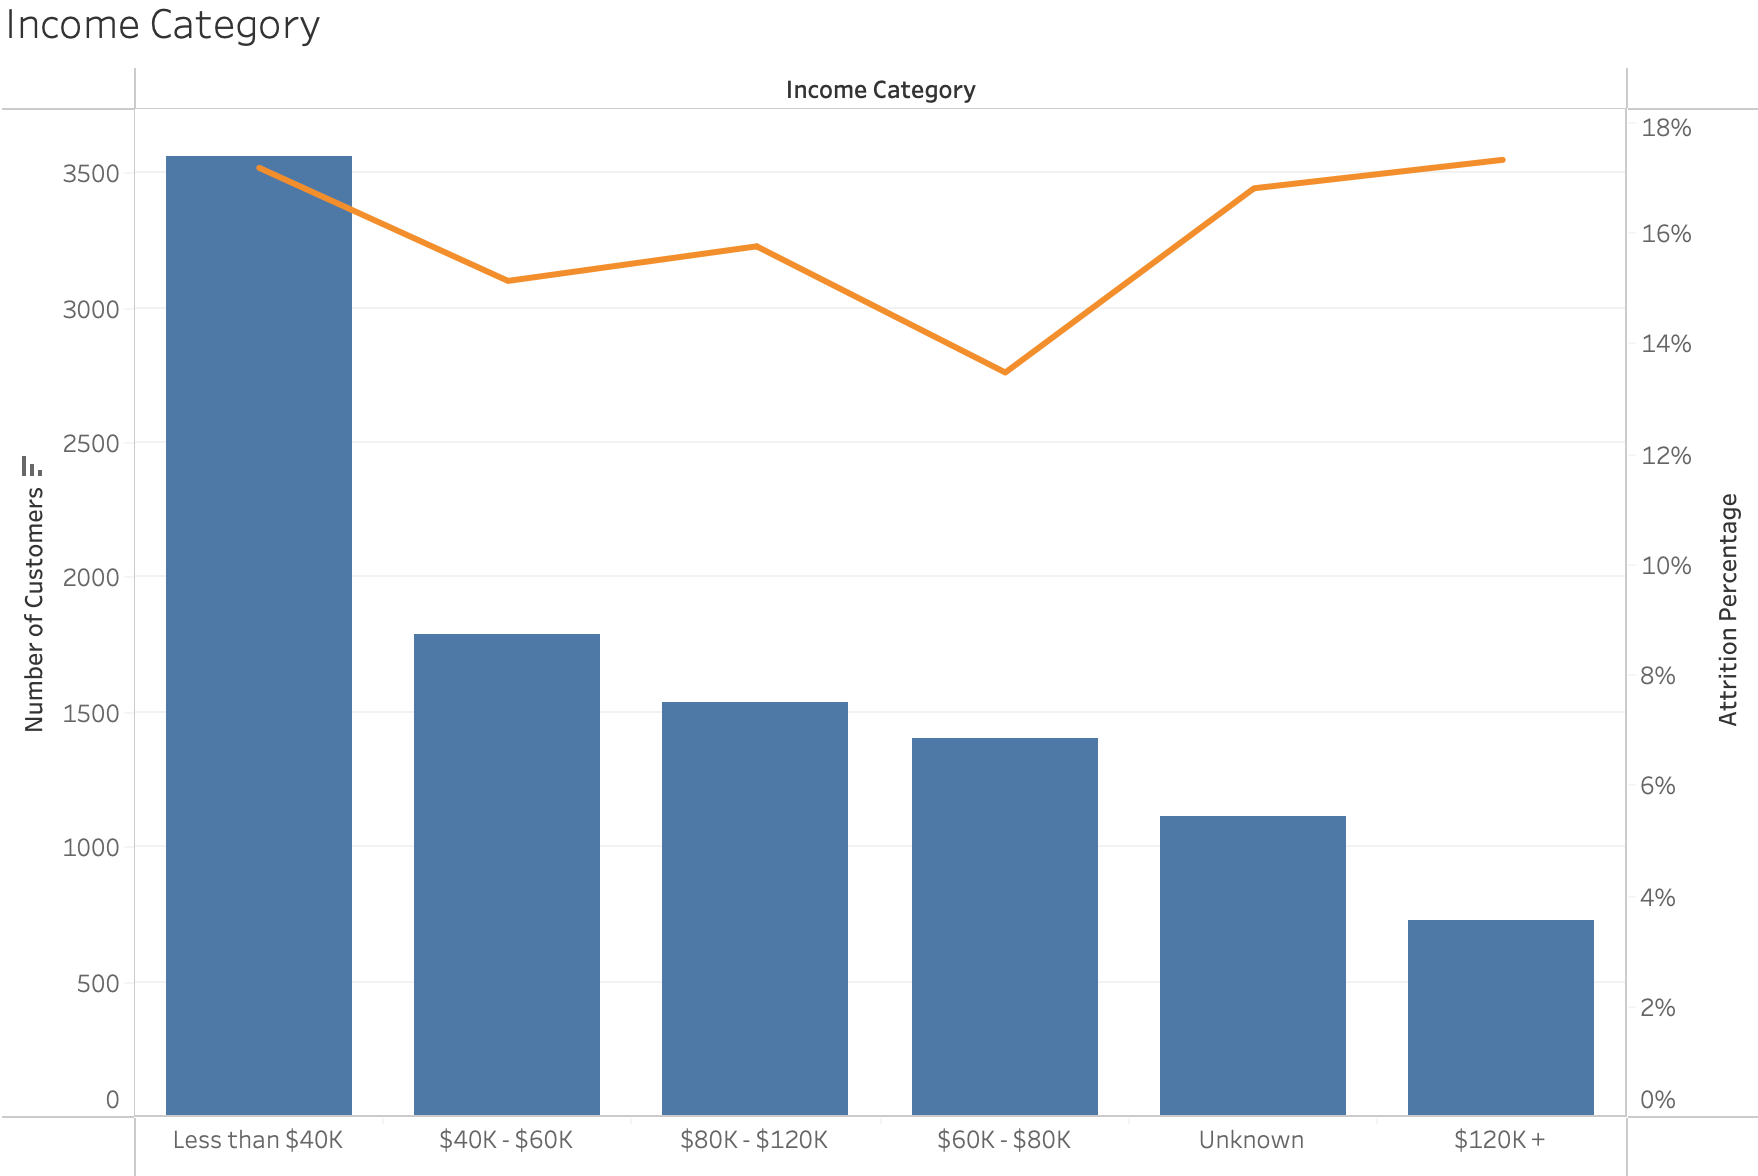 Income Category
Income Category
3500
3000
2500
2000
1500
1000
500
0
Number of Customers
18%
16%
14%
12%
10%
8%
6%
4%
2%
0%
Attrition Percentage
Less than $40K
$40K - $60K
$80K - $120K
$60K - $80K
Unknown
$120K +